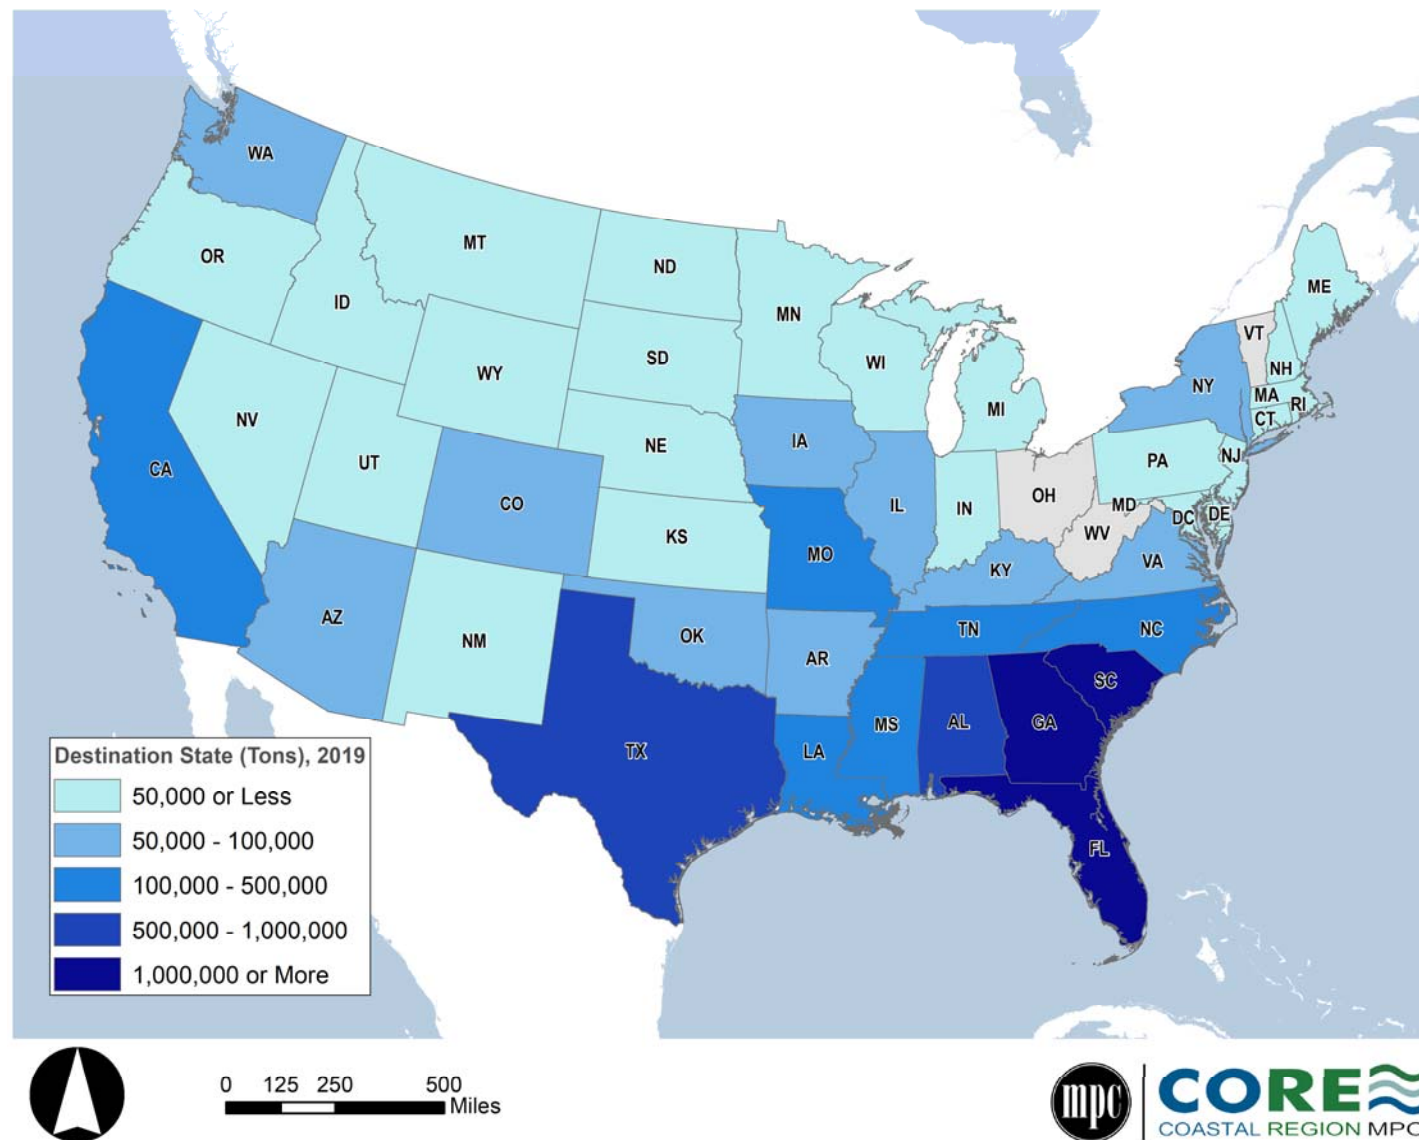 WA
MT
ND
OR
ME
ID
MN
VT
SD
WI
WY
NH
NY
MA
RI
MI
NV
CT
IA
NE
UT
NJ
PA
CA
OH
CO
IL
IN
MD
DE
DC
WV
KS
MO
VA
KY
AZ
TN
NC
OK
NM
AR
SC
MS
AL
GA
TX
LA
FL
Destination State (Tons), 2019
50,000 or Less
50,000 - 100,000
100,000 - 500,000
500,000 - 1,000,000
1,000,000 or More
0 125 250 500
Miles
mpc
CORE
COASTAL REGION MPO